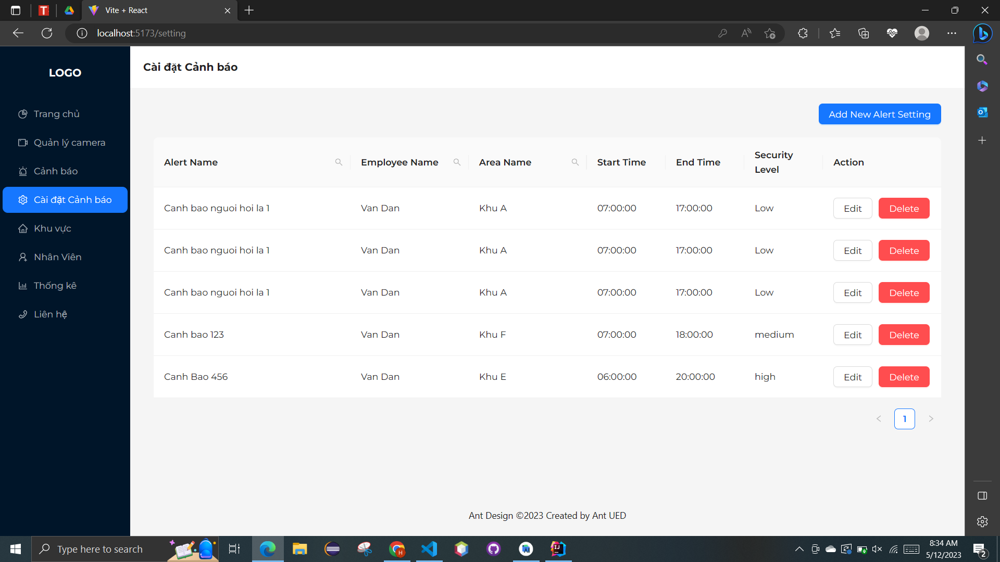 Vite + React
localhost:5173/setting
LOGO
Trang chủ
Quản lý camera
Cảnh báo
Cài đặt Cảnh báo
Khu vực
Nhân Viên
Thống kê
Liên hệ
Cài đặt Cảnh báo
Add New Alert Setting
Alert Name Employee Name Area Name Start Time End Time Security Level Action
Canh bao nguoi hoi la 1 Van Dan Khu A 07:00:00 17:00:00 Low Edit Delete
Canh bao nguoi hoi la 1 Van Dan Khu A 07:00:00 17:00:00 Low Edit Delete
Canh bao nguoi hoi la 1 Van Dan Khu A 07:00:00 17:00:00 Low Edit Delete
Canh bao 123 Van Dan Khu F 07:00:00 18:00:00 medium Edit Delete
Canh Bao 456 Van Dan Khu E 06:00:00 20:00:00 high Edit Delete
1
Ant Design ©2023 Created by Ant UED
Type here to search
8:34 AM
5/12/2023
2